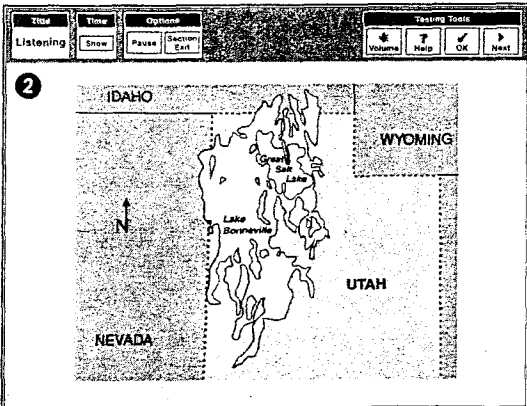 Title Time Options Testing Tools
Listening Show Pause Section Exit Volume Help OK Next
2
IDAHO
WYOMING
Great
Salt
Lake
N
Lake
Bonneville
UTAH
NEVADA